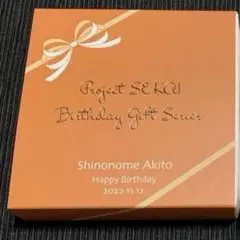 Project SEKAI
Birthday Gift Series
Shinonome Akito
Happy Birthday
2022.11.12